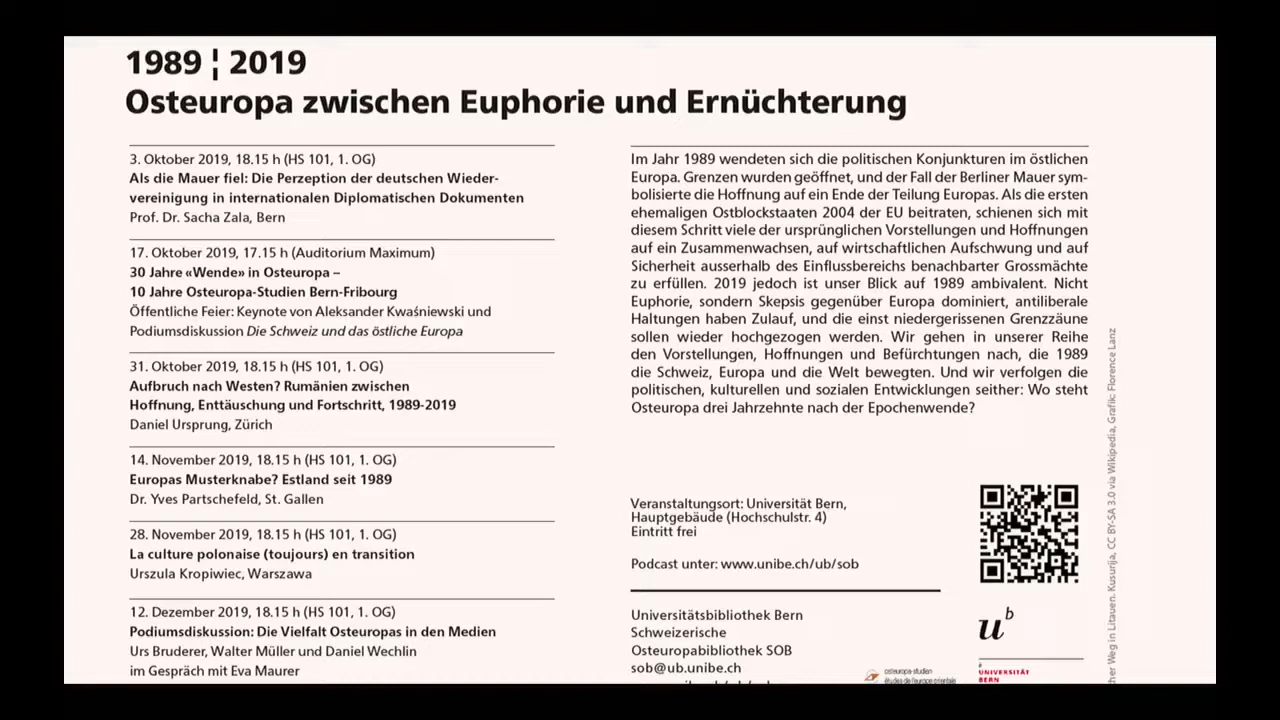 1989 ¦ 2019
Osteuropa zwischen Euphorie und Ernüchterung
3. Oktober 2019, 18.15 h (HS 101, 1. OG)
Als die Mauer fiel: Die Perzeption der deutschen Wieder-
vereinigung in internationalen Diplomatischen Dokumenten
Prof. Dr. Sacha Zala, Bern
17. Oktober 2019, 17.15 h (Auditorium Maximum)
30 Jahre «Wende» in Osteuropa –
10 Jahre Osteuropa-Studien Bern-Fribourg
Öffentliche Feier: Keynote von Aleksander Kwaśniewski und
Podiumsdiskussion Die Schweiz und das östliche Europa
31. Oktober 2019, 18.15 h (HS 101, 1. OG)
Aufbruch nach Westen? Rumänien zwischen
Hoffnung, Enttäuschung und Fortschritt, 1989-2019
Daniel Ursprung, Zürich
14. November 2019, 18.15 h (HS 101, 1. OG)
Europas Musterknabe? Estland seit 1989
Dr. Yves Partschefeld, St. Gallen
28. November 2019, 18.15 h (HS 101, 1. OG)
La culture polonaise (toujours) en transition
Urszula Kropiwiec, Warszawa
12. Dezember 2019, 18.15 h (HS 101, 1. OG)
Podiumsdiskussion: Die Vielfalt Osteuropas in den Medien
Urs Bruderer, Walter Müller und Daniel Wechlin
im Gespräch mit Eva Maurer
Im Jahr 1989 wendeten sich die politischen Konjunkturen im östlichen
Europa. Grenzen wurden geöffnet, und der Fall der Berliner Mauer sym-
bolisierte die Hoffnung auf ein Ende der Teilung Europas. Als die ersten
ehemaligen Ostblockstaaten 2004 der EU beitraten, schienen sich mit
diesem Schritt viele der ursprünglichen Vorstellungen und Hoffnungen
auf ein Zusammenwachsen, auf wirtschaftlichen Aufschwung und auf
Sicherheit ausserhalb des Einflussbereichs benachbarter Grossmächte
zu erfüllen. 2019 jedoch ist unser Blick auf 1989 ambivalent. Nicht
Euphorie, sondern Skepsis gegenüber Europa dominiert, antiliberale
Haltungen haben Zulauf, und die einst niedergerissenen Grenzzäune
sollen wieder hochgezogen werden. Wir gehen in unserer Reihe
den Vorstellungen, Hoffnungen und Befürchtungen nach, die 1989
die Schweiz, Europa und die Welt bewegten. Und wir verfolgen die
politischen, kulturellen und sozialen Entwicklungen seither: Wo steht
Osteuropa drei Jahrzehnte nach der Epochenwende?
Veranstaltungsort: Universität Bern,
Hauptgebäude (Hochschulstr. 4)
Eintritt frei
Podcast unter: www.unibe.ch/ub/sob
Universitätsbibliothek Bern
Schweizerische
Osteuropabibliothek SOB
sob@ub.unibe.ch
osteuropa-studien
études de l'europe orientale
u^b
b
UNIVERSITÄT
BERN
her Weg in Litauen. Kusurija, CC BY-SA 3.0 via Wikipedia, Grafik: Florence Lanz